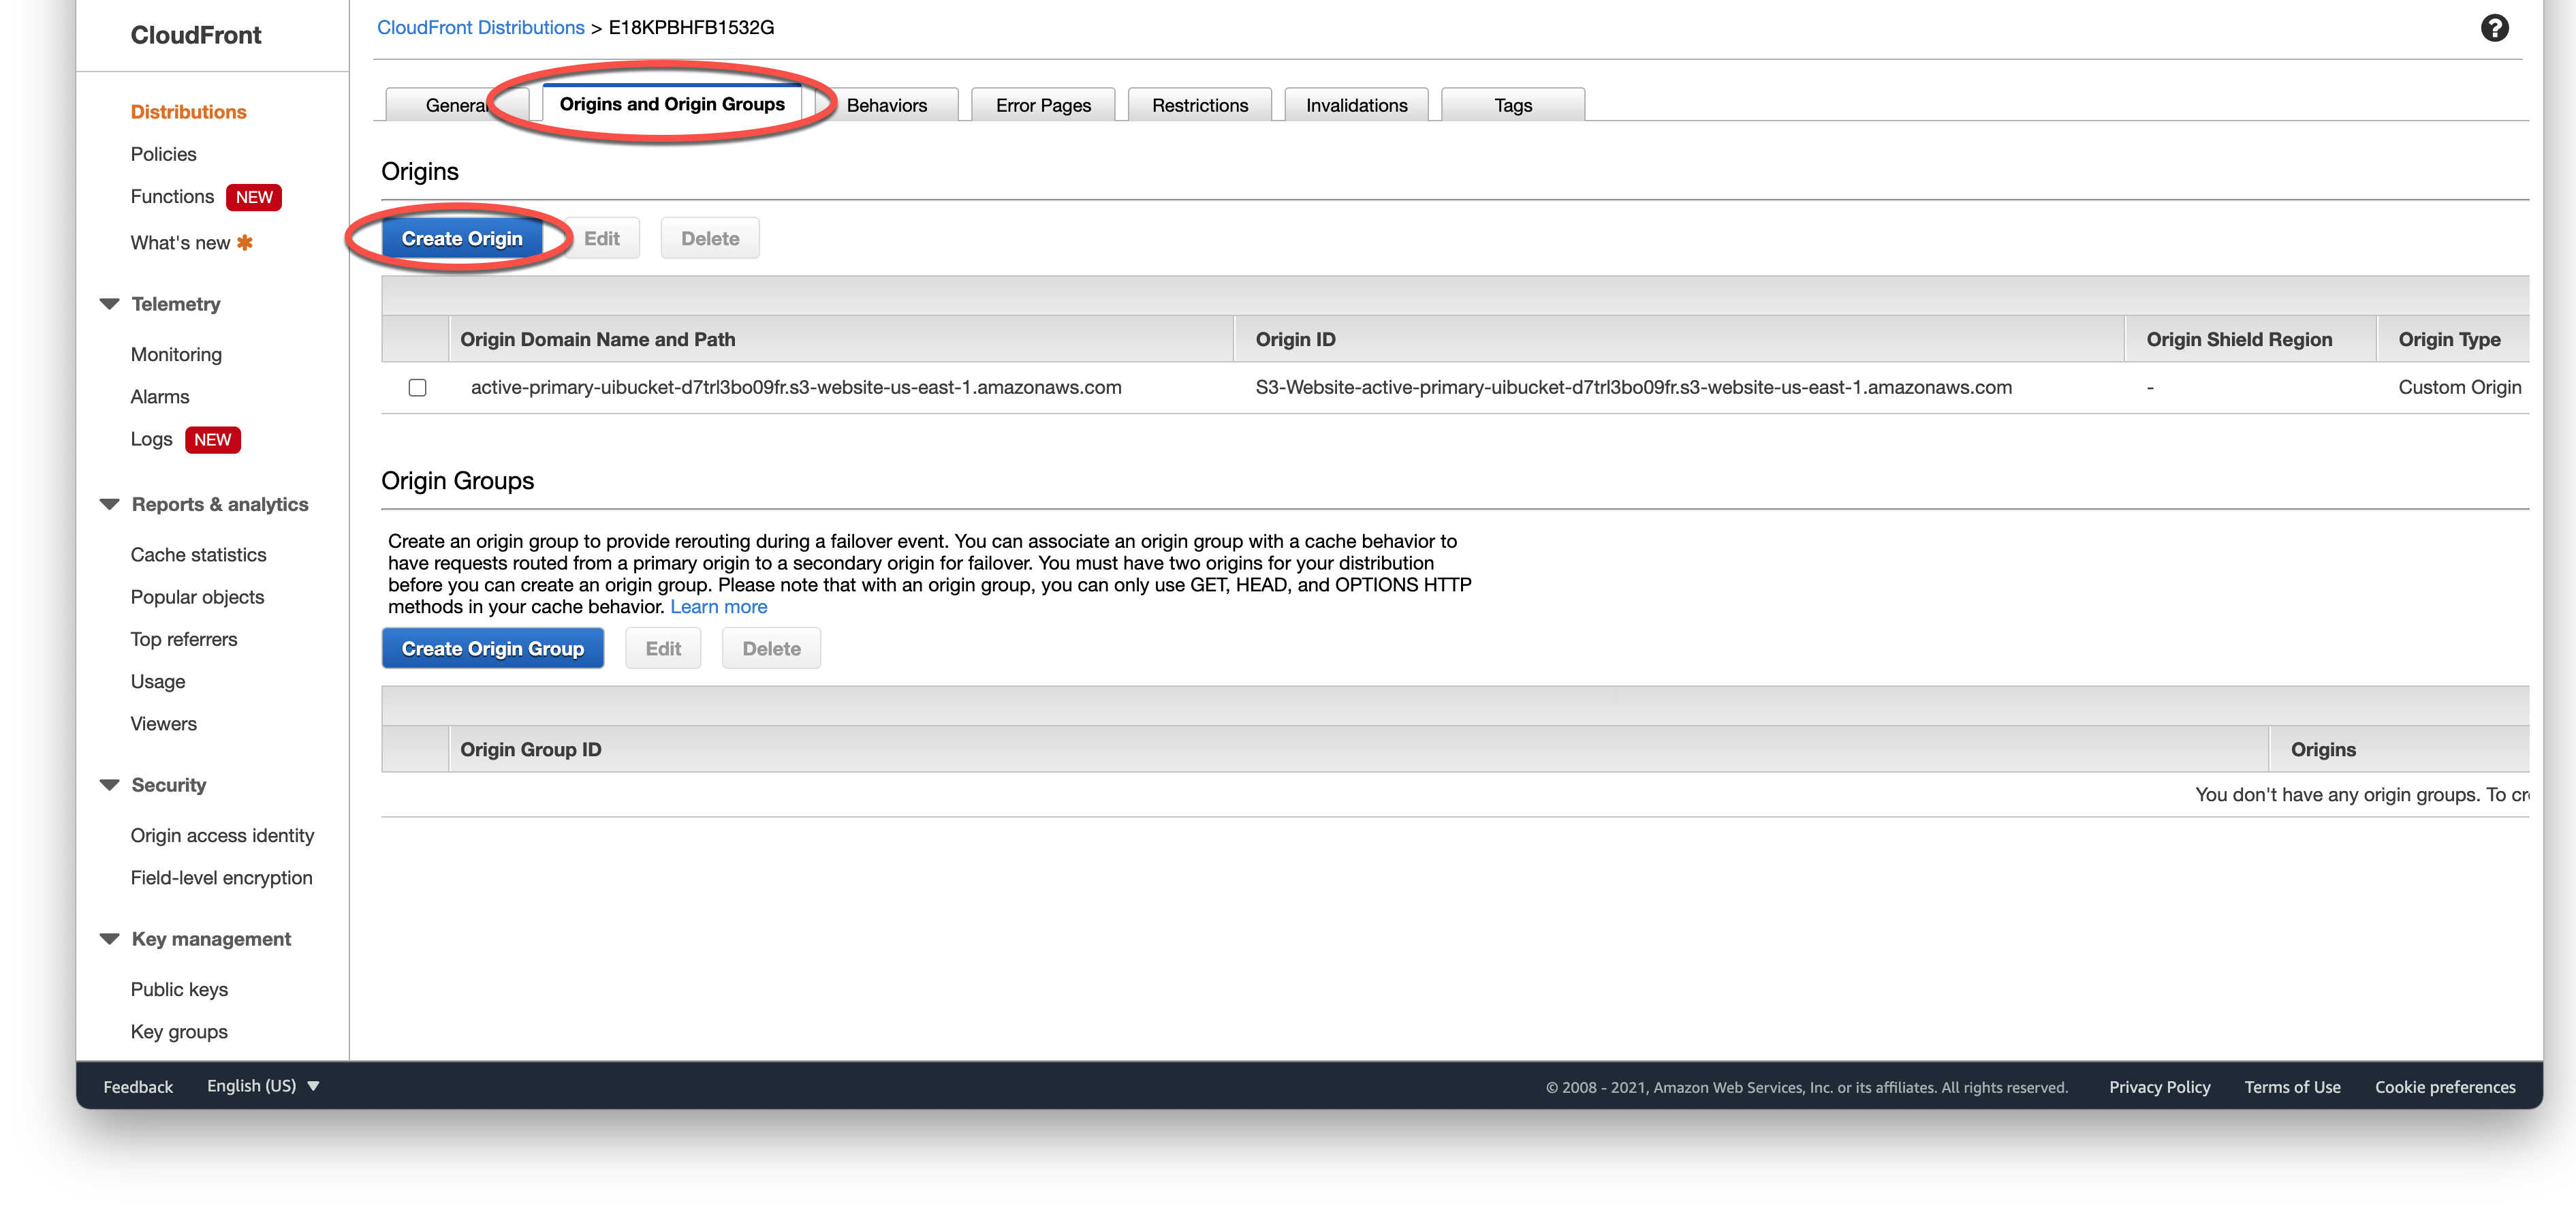 CloudFront
Distributions
Policies
Functions NEW
What's new
Telemetry
Monitoring
Alarms
Logs NEW
Reports & analytics
Cache statistics
Popular objects
Top referrers
Usage
Viewers
Security
Origin access identity
Field-level encryption
Key management
Public keys
Key groups
CloudFront Distributions > E18KPBHFB1532G
General Origins and Origin Groups Behaviors Error Pages Restrictions Invalidations Tags
Origins
Create Origin Edit Delete
Origin Domain Name and Path Origin ID Origin Shield Region Origin Type
active-primary-uibucket-d7trl3bo09fr.s3-website-us-east-1.amazonaws.com S3-Website-active-primary-uibucket-d7trl3bo09fr.s3-website-us-east-1.amazonaws.com - Custom Origin
Origin Groups
Create an origin group to provide rerouting during a failover event. You can associate an origin group with a cache behavior to
have requests routed from a primary origin to a secondary origin for failover. You must have two origins for your distribution
before you can create an origin group. Please note that with an origin group, you can only use GET, HEAD, and OPTIONS HTTP
methods in your cache behavior. Learn more
Create Origin Group Edit Delete
Origin Group ID Origins
You don't have any origin groups. To cr
Feedback English (US) © 2008 - 2021, Amazon Web Services, Inc. or its affiliates. All rights reserved. Privacy Policy Terms of Use Cookie preferences